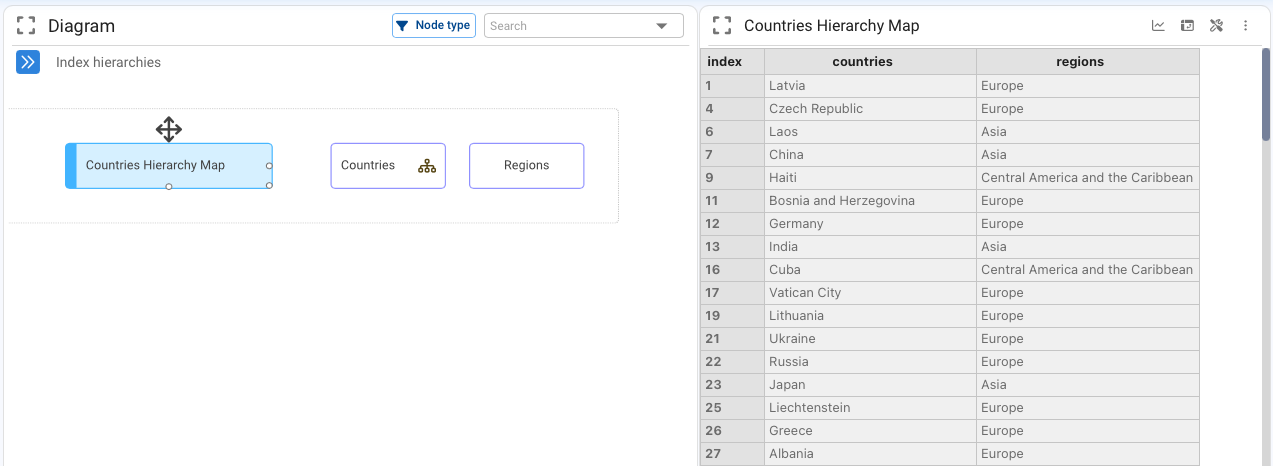 Diagram
Node type
Search
Index hierarchies
Countries Hierarchy Map
Countries
Regions
Countries Hierarchy Map
index countries regions
1 Latvia Europe
4 Czech Republic Europe
6 Laos Asia
7 China Asia
9 Haiti Central America and the Caribbean
11 Bosnia and Herzegovina Europe
12 Germany Europe
13 India Asia
16 Cuba Central America and the Caribbean
17 Vatican City Europe
19 Lithuania Europe
21 Ukraine Europe
22 Russia Europe
23 Japan Asia
25 Liechtenstein Europe
26 Greece Europe
27 Albania Europe